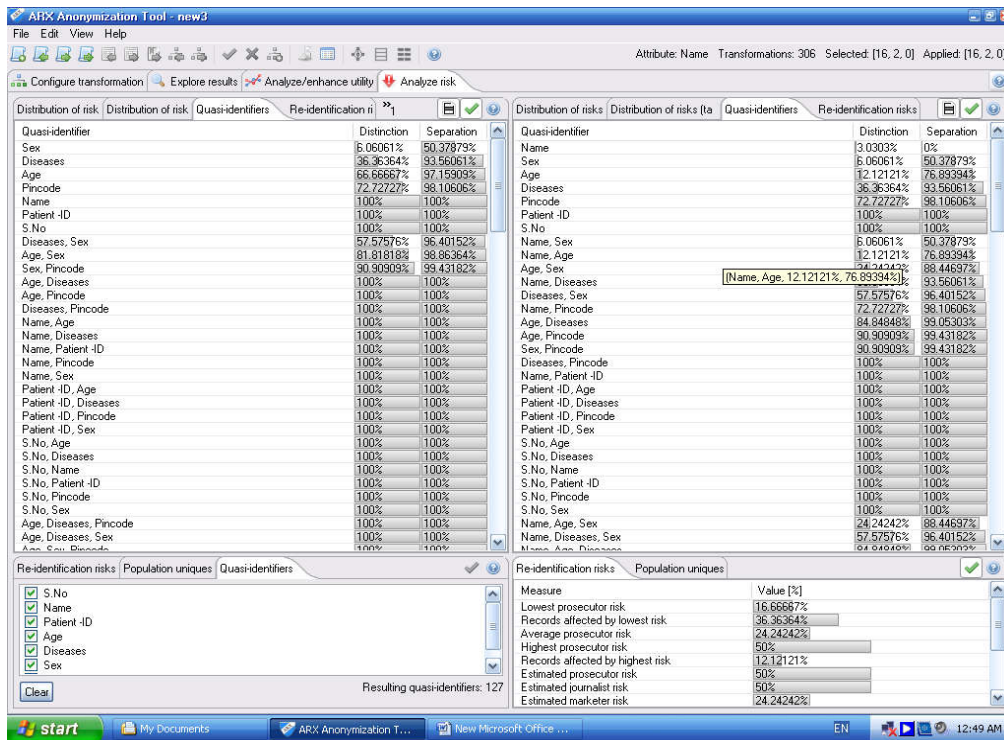 ARX Anonymization Tool - new3
File Edit View Help
Attribute: Name Transformations: 306 Selected: [16, 2, 0] Applied: [16, 2, 0]
Configure transformation Explore results Analyze/enhance utility Analyze risk
Distribution of risk Distribution of risk Quasi-identifiers Re-identification ri »1
Quasi-identifier Distinction Separation
Sex 6.06061% 50.37879%
Diseases 36.36364% 93.56061%
Age 66.66667% 97.15909%
Pincode 72.72727% 98.10606%
Name 100% 100%
Patient -ID 100% 100%
S.No 100% 100%
Diseases, Sex 57.57576% 96.40152%
Age, Sex 81.81818% 98.86364%
Sex, Pincode 90.90909% 99.43182%
Age, Diseases 100% 100%
Age, Pincode 100% 100%
Diseases, Pincode 100% 100%
Name, Age 100% 100%
Name, Diseases 100% 100%
Name, Patient -ID 100% 100%
Name, Pincode 100% 100%
Name, Sex 100% 100%
Patient -ID, Age 100% 100%
Patient -ID, Diseases 100% 100%
Patient -ID, Pincode 100% 100%
Patient -ID, Sex 100% 100%
S.No, Age 100% 100%
S.No, Diseases 100% 100%
S.No, Name 100% 100%
S.No, Patient -ID 100% 100%
S.No, Pincode 100% 100%
S.No, Sex 100% 100%
Age, Diseases, Pincode 100% 100%
Age, Diseases, Sex 100% 100%
Age, Sex, Pincode 100% 100%
Distribution of risks Distribution of risks (ta Quasi-identifiers Re-identification risks
Quasi-identifier Distinction Separation
Name 3.0303% 0%
Sex 6.06061% 50.37879%
Age 12.12121% 76.89394%
Diseases 36.36364% 93.56061%
Pincode 72.72727% 98.10606%
Patient -ID 100% 100%
S.No 100% 100%
Name, Sex 6.06061% 50.37879%
Name, Age 12.12121% 76.89394%
Age, Sex 24.24242% 88.44697%
Name, Diseases % 93.56061%
[Name, Age, 12.12121%, 76.89394%]
Diseases, Sex 57.57576% 96.40152%
Name, Pincode 72.72727% 98.10606%
Age, Diseases 84.84848% 99.05303%
Age, Pincode 90.90909% 99.43182%
Sex, Pincode 90.90909% 99.43182%
Diseases, Pincode 100% 100%
Name, Patient -ID 100% 100%
Patient -ID, Age 100% 100%
Patient -ID, Diseases 100% 100%
Patient -ID, Pincode 100% 100%
Patient -ID, Sex 100% 100%
S.No, Age 100% 100%
S.No, Diseases 100% 100%
S.No, Name 100% 100%
S.No, Patient -ID 100% 100%
S.No, Pincode 100% 100%
S.No, Sex 100% 100%
Name, Age, Sex 24.24242% 88.44697%
Name, Diseases, Sex 57.57576% 96.40152%
Name, Age, Diseases 84.84848% 99.05303%
Re-identification risks Population uniques Quasi-identifiers
S.No
Name
Patient -ID
Age
Diseases
Sex
Clear Resulting quasi-identifiers: 127
Re-identification risks Population uniques
Measure Value [%]
Lowest prosecutor risk 16.66667%
Records affected by lowest risk 36.36364%
Average prosecutor risk 24.24242%
Highest prosecutor risk 50%
Records affected by highest risk 12.12121%
Estimated prosecutor risk 50%
Estimated journalist risk 50%
Estimated marketer risk 24.24242%
start My Documents ARX Anonymization T... New Microsoft Office ... EN 12:49 AM